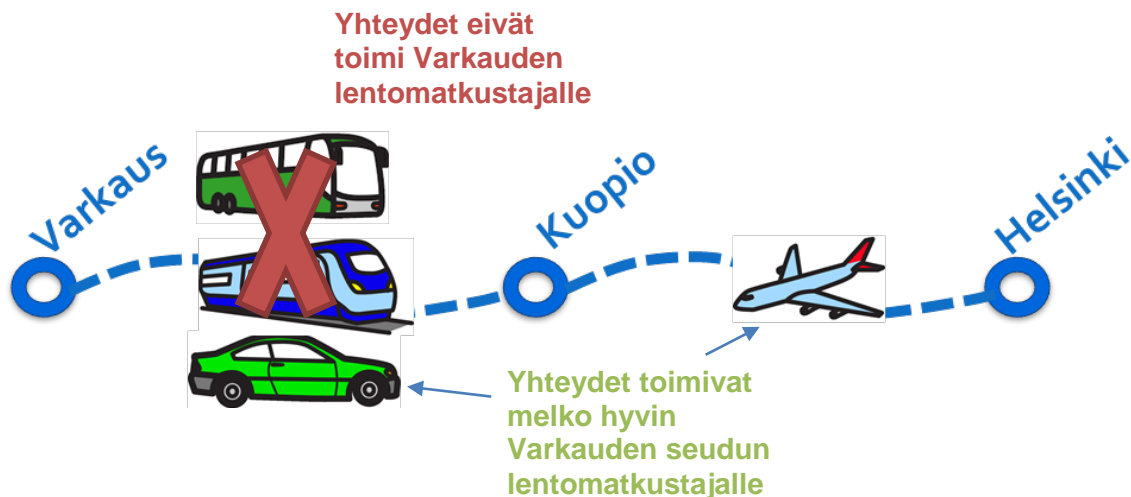 Yhteydet eivät
toimi Varkauden
lentomatkustajalle
Varkaus
Kuopio
Helsinki
Yhteydet toimivat
melko hyvin
Varkauden seudun
lentomatkustajalle